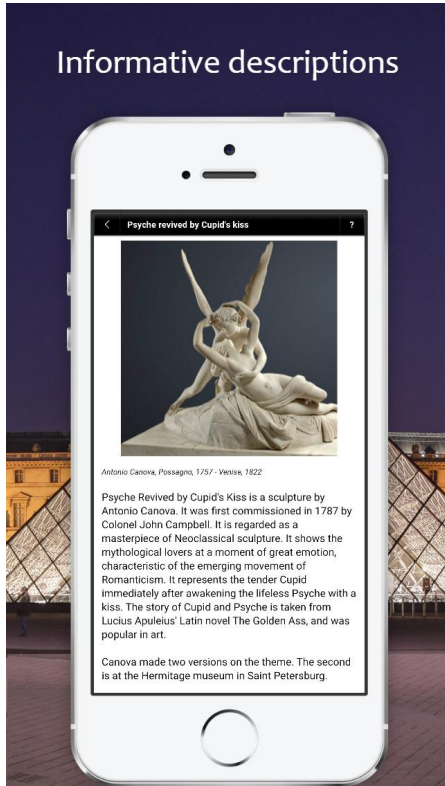 Informative descriptions
Psyche revived by Cupid's kiss ?
Antonio Canova, Possagno, 1757 - Venise, 1822
Psyche Revived by Cupid's Kiss is a sculpture by
Antonio Canova. It was first commissioned in 1787 by
Colonel John Campbell. It is regarded as a
masterpiece of Neoclassical sculpture. It shows the
mythological lovers at a moment of great emotion,
characteristic of the emerging movement of
Romanticism. It represents the tender Cupid
immediately after awakening the lifeless Psyche with a
kiss. The story of Cupid and Psyche is taken from
Lucius Apuleius' Latin novel The Golden Ass, and was
popular in art.
Canova made two versions on the theme. The second
is at the Hermitage museum in Saint Petersburg.